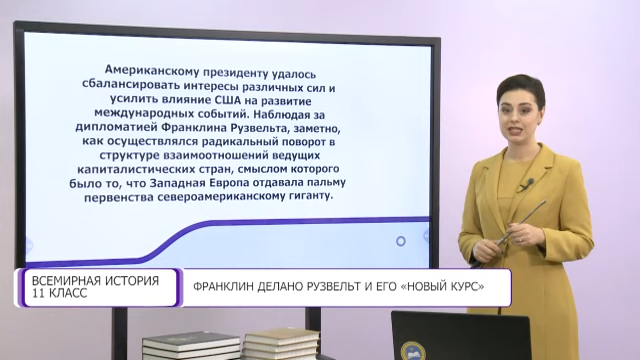 Американскому президенту удалось
сбалансировать интересы различных сил и
усилить влияние США на развитие
международных событий. Наблюдая за
дипломатией Франклина Рузвельта, заметно,
как осуществлялся радикальный поворот в
структуре взаимоотношений ведущих
капиталистических стран, смыслом которого
было то, что Западная Европа отдавала пальму
первенства североамериканскому гиганту.
ВСЕМИРНАЯ ИСТОРИЯ
11 КЛАСС
ФРАНКЛИН ДЕЛАНО РУЗВЕЛЬТ И ЕГО «НОВЫЙ КУРС»